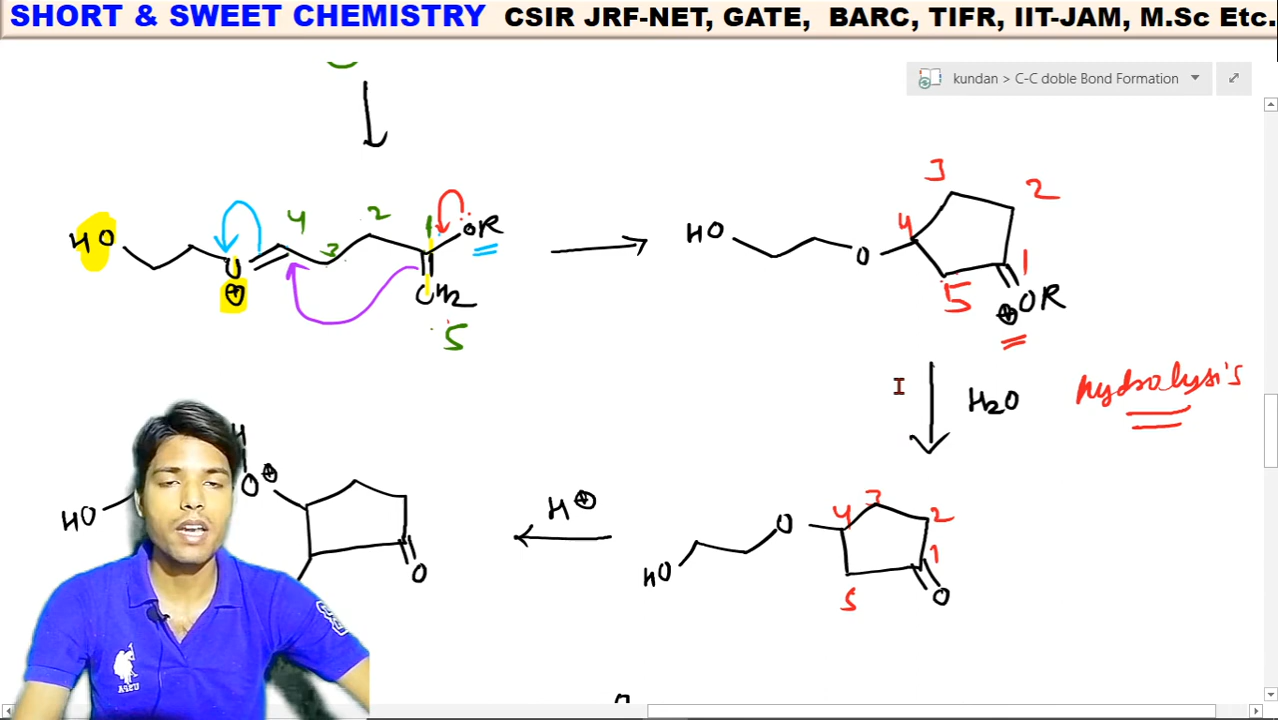 SHORT & SWEET CHEMISTRY CSIR JRF-NET, GATE, BARC, TIFR, IIT-JAM, M.Sc Etc.
kundan > C-C doble Bond Formation
HO O ⊕ 4 3 2 1 OR CH2 5
HO O 4 3 2 1 5 ⊕ OR
H2O hydrolysis
HO H O ⊕ O
H⊕
HO O 4 3 2 1 5 O